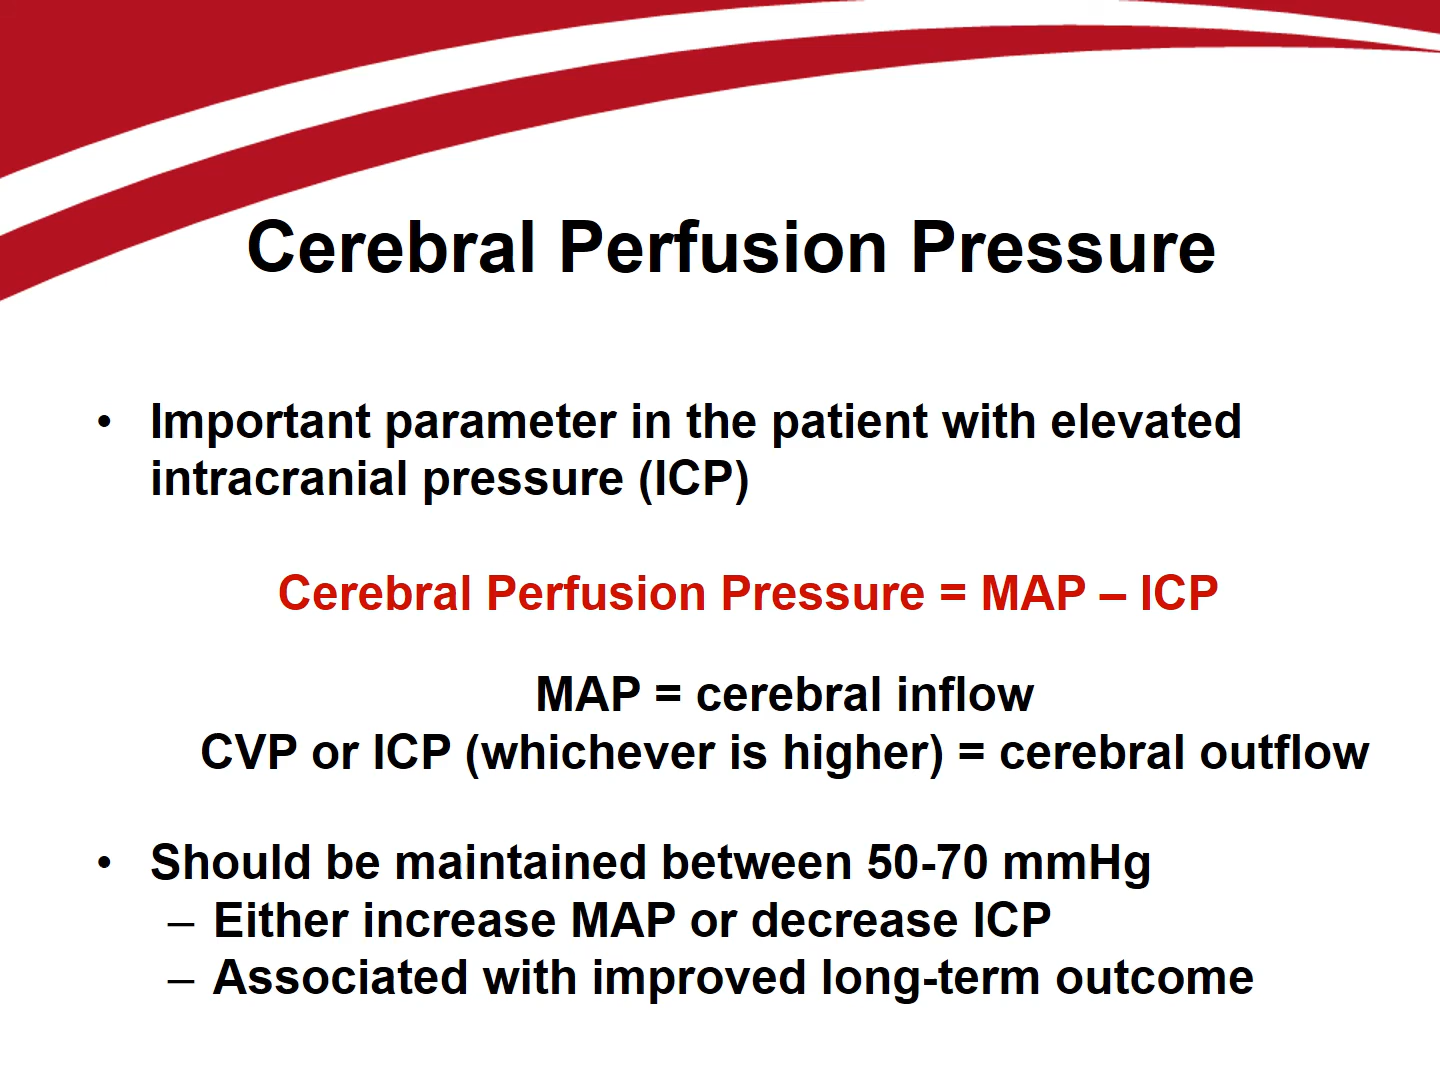 Cerebral Perfusion Pressure
• Important parameter in the patient with elevated
intracranial pressure (ICP)
Cerebral Perfusion Pressure = MAP – ICP
MAP = cerebral inflow
CVP or ICP (whichever is higher) = cerebral outflow
• Should be maintained between 50-70 mmHg
– Either increase MAP or decrease ICP
– Associated with improved long-term outcome